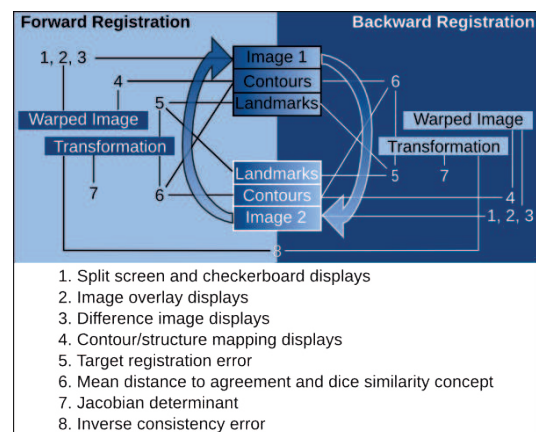 Forward Registration
Backward Registration
1, 2, 3
Image 1
4
Contours
6
5
Landmarks
Warped Image
Warped Image
Transformation
Transformation
7
Landmarks
5
7
6
Contours
4
Image 2
1, 2, 3
8
1. Split screen and checkerboard displays
2. Image overlay displays
3. Difference image displays
4. Contour/structure mapping displays
5. Target registration error
6. Mean distance to agreement and dice similarity concept
7. Jacobian determinant
8. Inverse consistency error